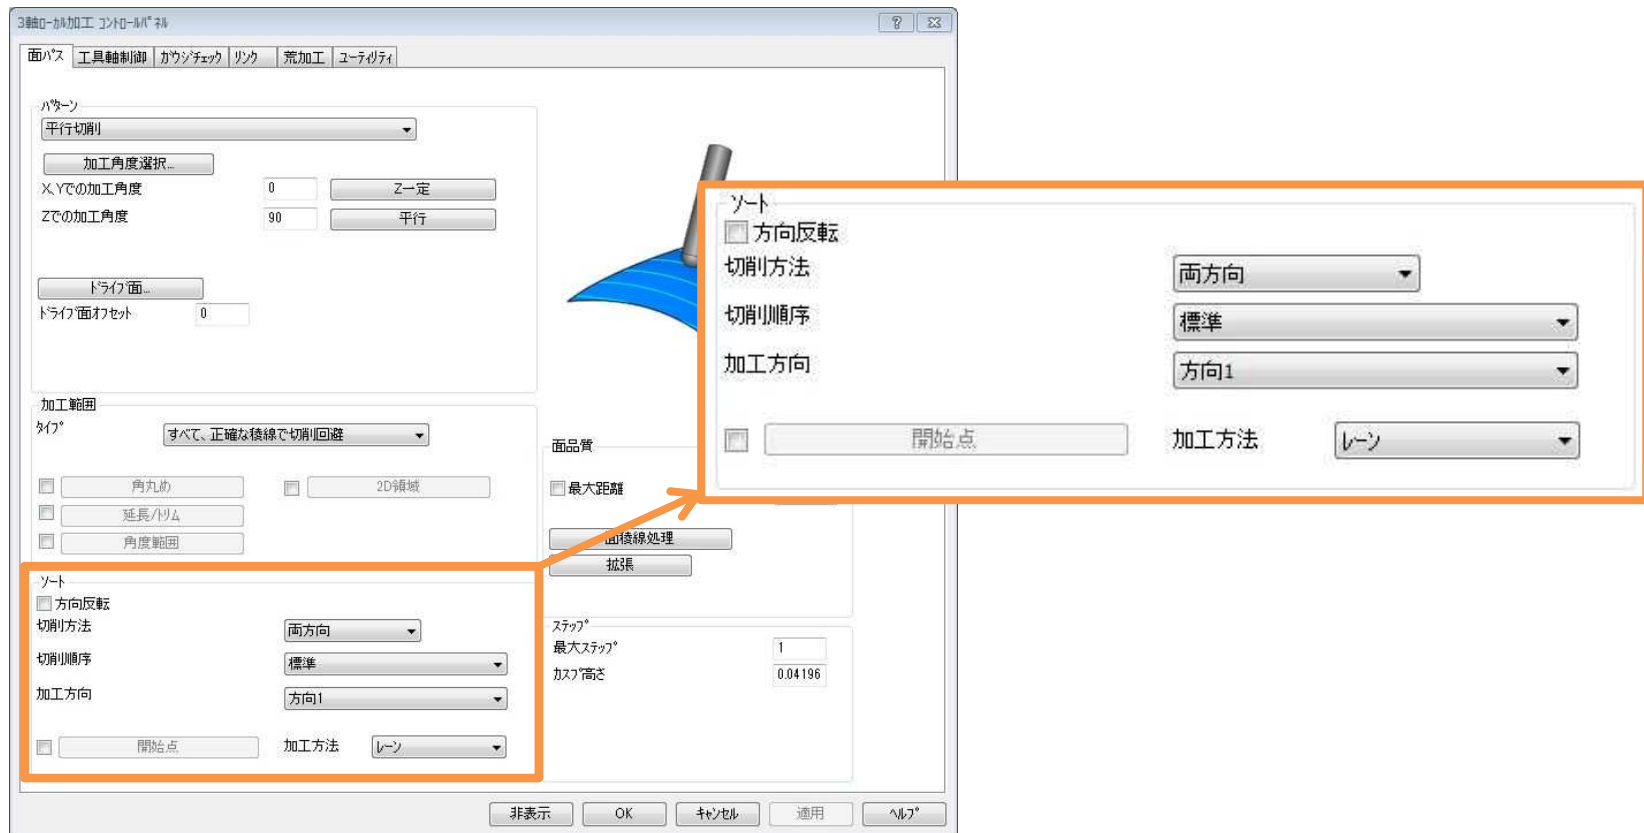 3軸ローカル加工 コントロールパネル
面パス 工具軸制御 ガウジチェック リンク 荒加工 ユーティリティ
パターン
平行切削
加工角度選択...
X,Yでの加工角度 0 Z一定
Zでの加工角度 90 平行
ドライブ面...
ドライブ面オフセット 0
加工範囲
タイプ すべて、正確な稜線で切削回避
角丸め 2D領域
延長/トリム
角度範囲
面品質
最大距離
面稜線処理
拡張
ソート
方向反転
切削方法 両方向
切削順序 標準
加工方向 方向1
開始点 加工方法 レーン
ステップ
最大ステップ 1
カスプ高さ 0.04196
非表示 OK キャンセル 適用 ヘルプ
ソート
方向反転
切削方法 両方向
切削順序 標準
加工方向 方向1
開始点 加工方法 レーン